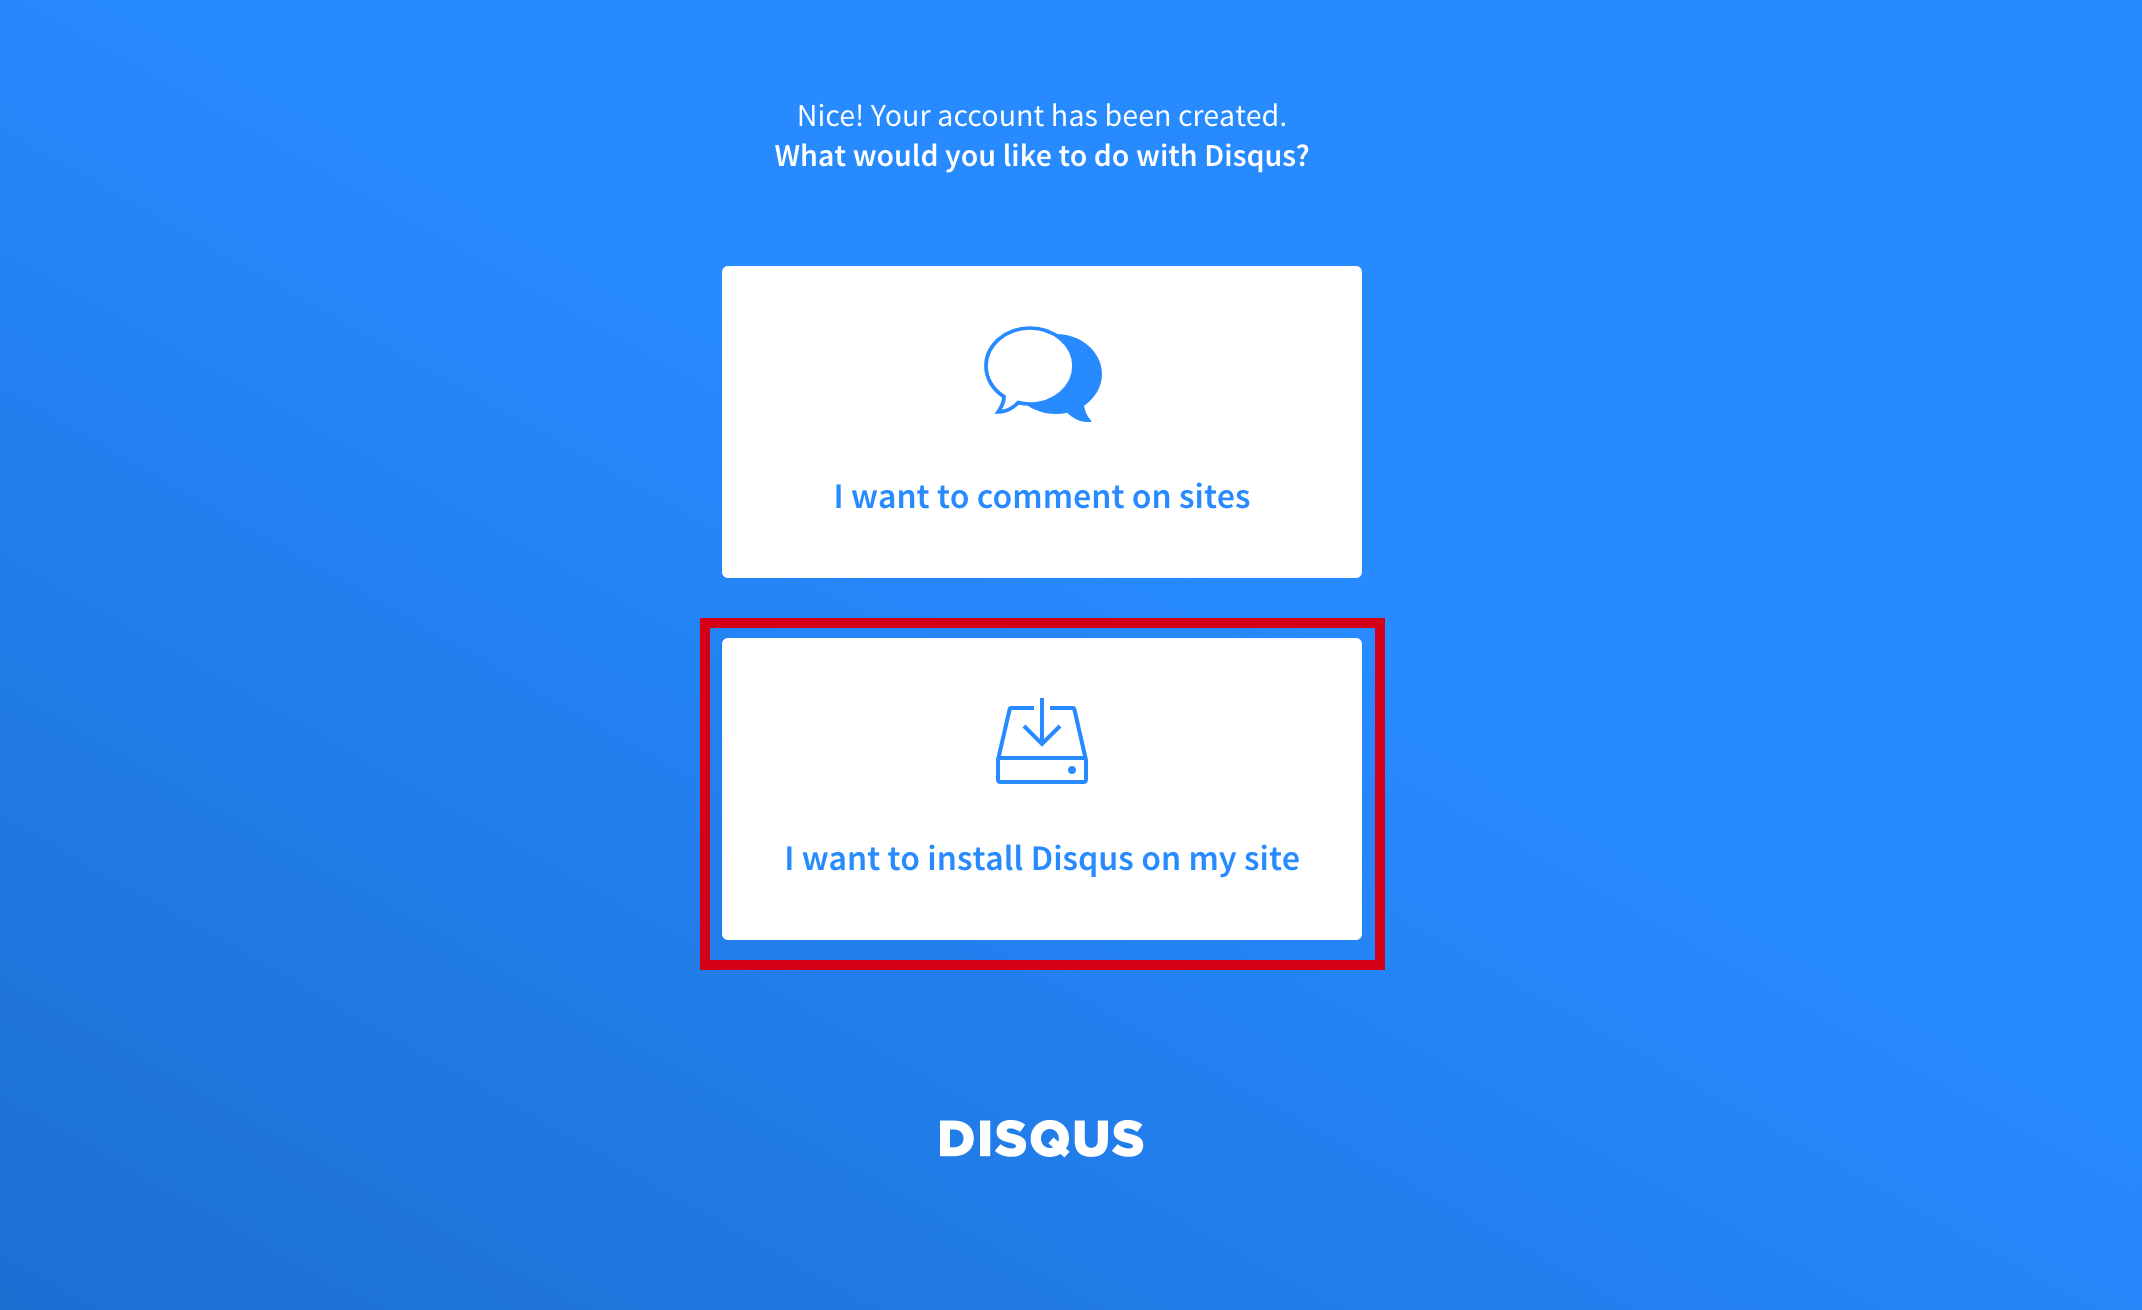 Nice! Your account has been created.
What would you like to do with Disqus?
I want to comment on sites
I want to install Disqus on my site
DISQUS